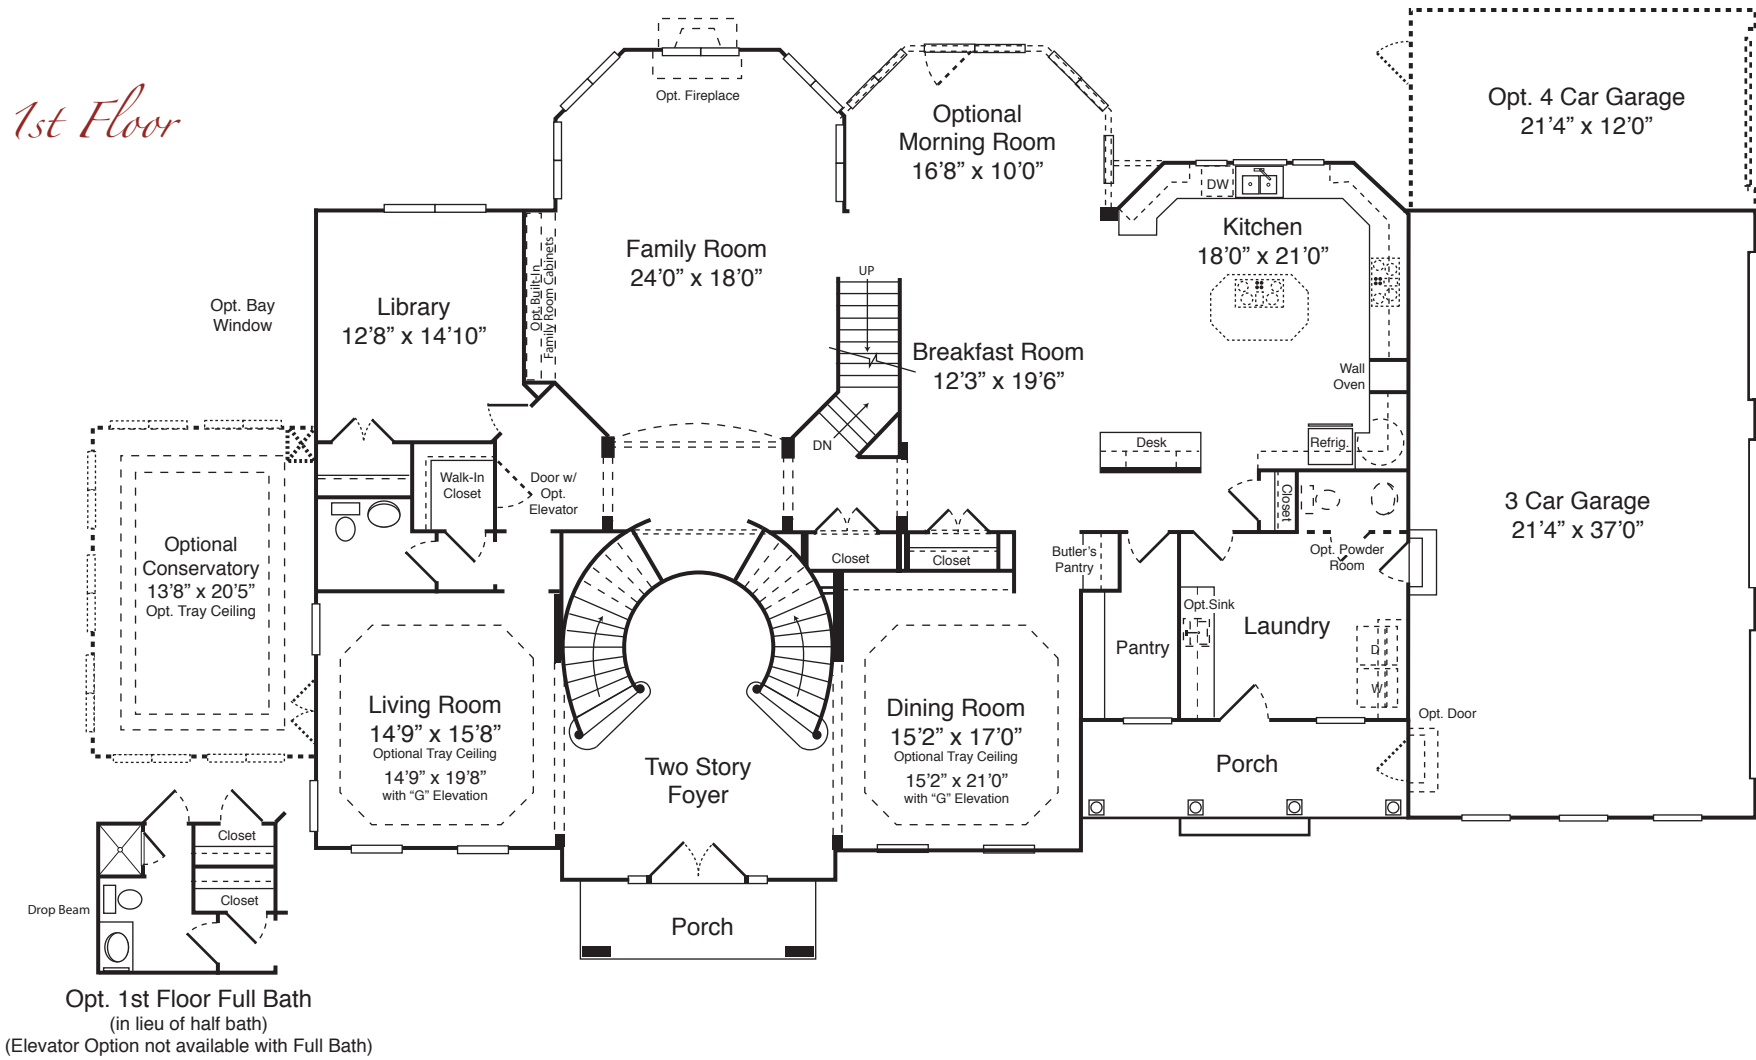 1st Floor
Opt. Fireplace
Optional
Morning Room
16’8” x 10’0”
Opt. 4 Car Garage
21’4” x 12’0”
DW
Kitchen
18’0” x 21’0”
Family Room
24’0” x 18’0”
Opt. Built-In
Family Room Cabinets
UP
Library
12’8” x 14’10”
Opt. Bay
Window
Breakfast Room
12’3” x 19’6”
Wall
Oven
DN
Desk
Refrig.
Walk-In
Closet
Door w/
Opt.
Elevator
Closet
3 Car Garage
21’4” x 37’0”
Optional
Conservatory
13’8” x 20’5”
Opt. Tray Ceiling
Closet
Closet
Butler’s
Pantry
Opt. Powder
Room
Opt.Sink
Laundry
Pantry
D
W
Living Room
14’9” x 15’8”
Optional Tray Ceiling
14’9” x 19’8”
with “G” Elevation
Dining Room
15’2” x 17’0”
Optional Tray Ceiling
15’2” x 21’0”
with “G” Elevation
Opt. Door
Two Story
Foyer
Porch
Closet
Closet
Drop Beam
Porch
Opt. 1st Floor Full Bath
(in lieu of half bath)
(Elevator Option not available with Full Bath)